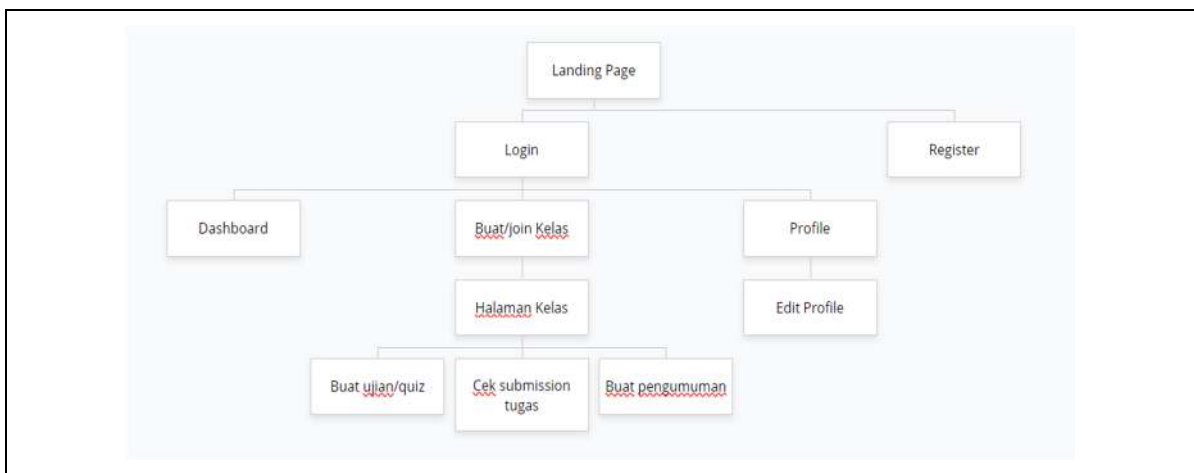 Landing Page
Login
Register
Dashboard
Buat/join Kelas
Profile
Halaman Kelas
Edit Profile
Buat ujian/quiz
Cek submission
tugas
Buat pengumuman